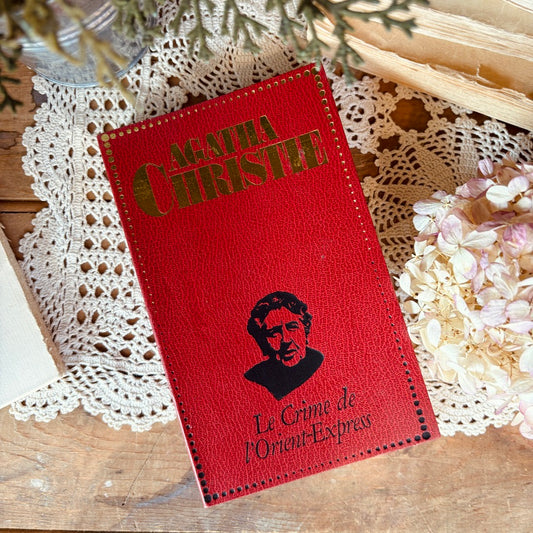 AGATHA
CHRISTIE
Le Crime de
l'Orient-Express